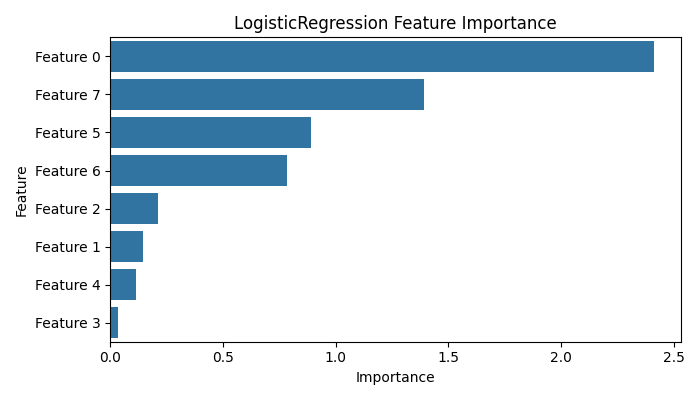 LogisticRegression Feature Importance
Feature
Feature 0
Feature 7
Feature 5
Feature 6
Feature 2
Feature 1
Feature 4
Feature 3
0.0 0.5 1.0 1.5 2.0 2.5
Importance